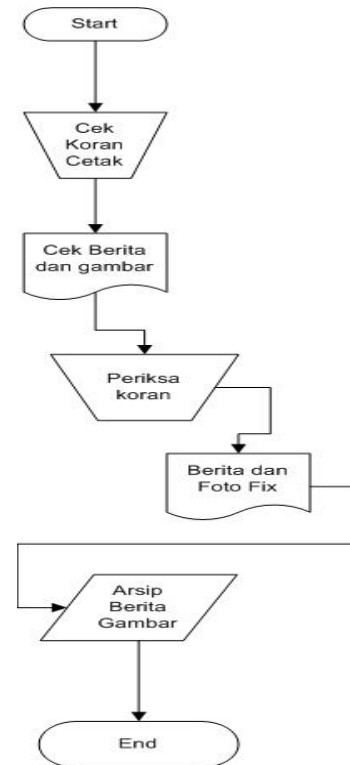 Start
Cek
Koran
Cetak
Cek Berita
dan gambar
Periksa
koran
Berita dan
Foto Fix
Arsip
Berita
Gambar
End